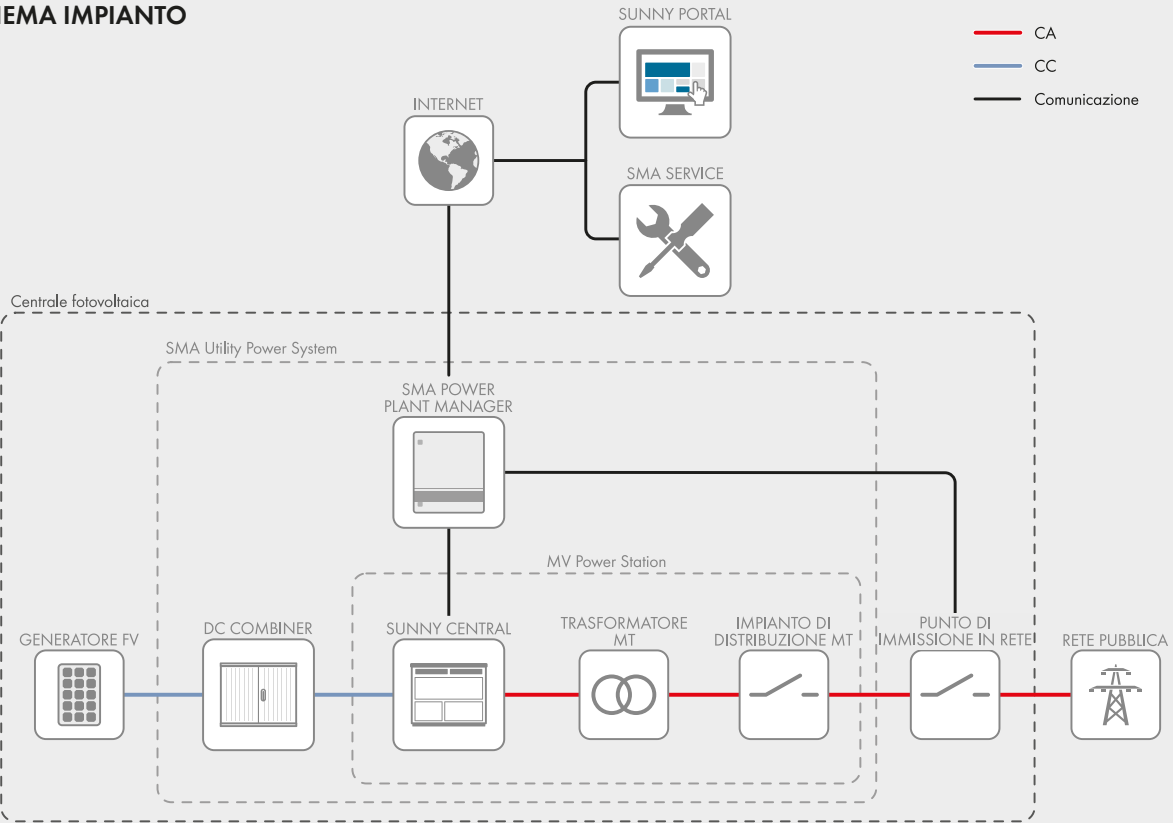 HEMA IMPIANTO
SUNNY PORTAL
CA
CC
Comunicazione
INTERNET
SMA SERVICE
Centrale fotovoltaica
SMA Utility Power System
SMA POWER
PLANT MANAGER
MV Power Station
GENERATORE FV
DC COMBINER
SUNNY CENTRAL
TRASFORMATORE
MT
IMPIANTO DI
DISTRIBUZIONE MT
PUNTO DI
IMMISSIONE IN RETE
RETE PUBBLICA